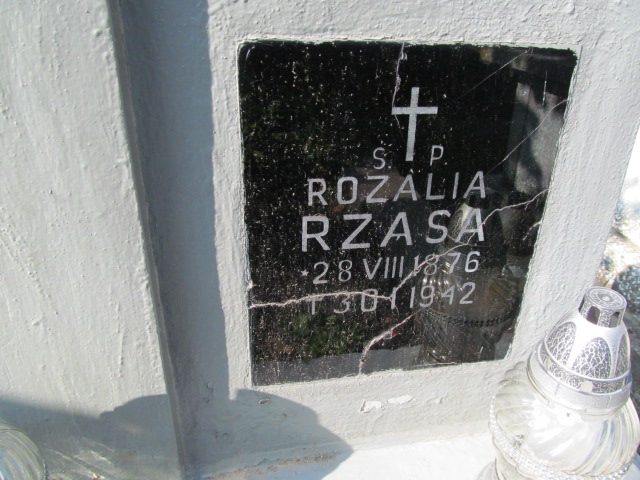 S. P
ROZALIA
RZASA
*28 VIII 1876
† 30 I 1942